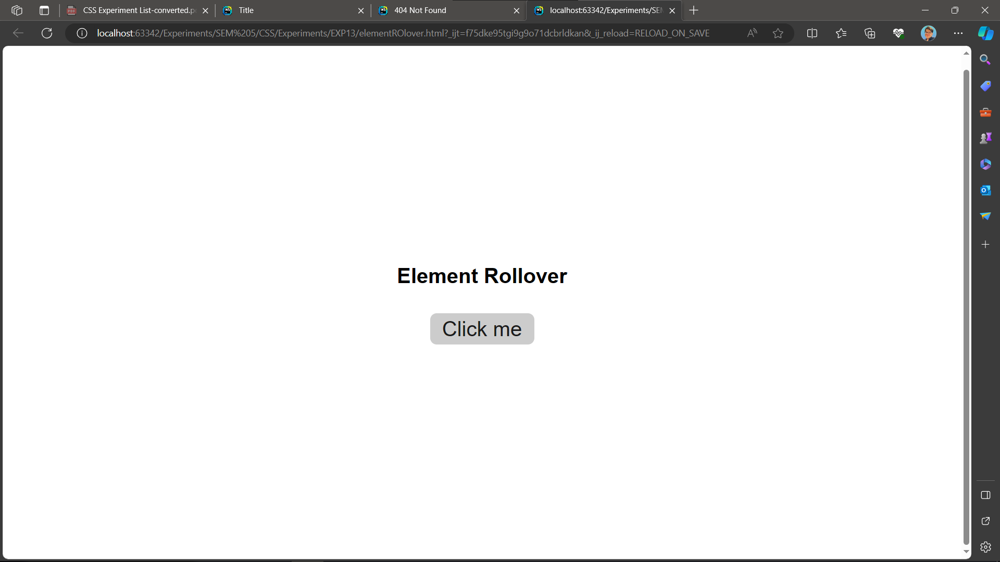 CSS Experiment List-converted.p
Title
404 Not Found
localhost:63342/Experiments/SE
localhost:63342/Experiments/SEM%205/CSS/Experiments/EXP13/elementROlover.html?_ijt=f75dke95tgi9g9o71dcbrldkan&_ij_reload=RELOAD_ON_SAVE
Element Rollover
Click me